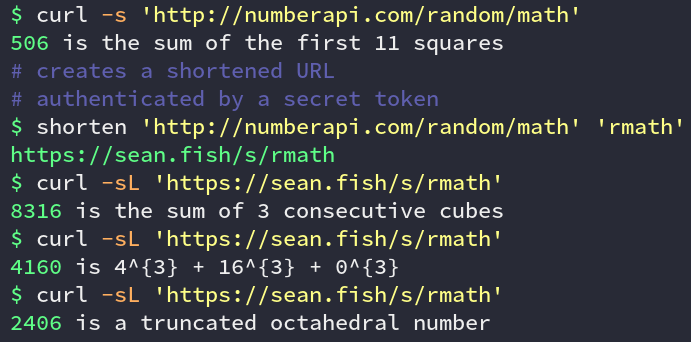 $ curl -s 'http://numberapi.com/random/math'
506 is the sum of the first 11 squares
# creates a shortened URL
# authenticated by a secret token
$ shorten 'http://numberapi.com/random/math' 'rmath'
https://sean.fish/s/rmath
$ curl -sL 'https://sean.fish/s/rmath'
8316 is the sum of 3 consecutive cubes
$ curl -sL 'https://sean.fish/s/rmath'
4160 is 4^{3} + 16^{3} + 0^{3}
$ curl -sL 'https://sean.fish/s/rmath'
2406 is a truncated octahedral number